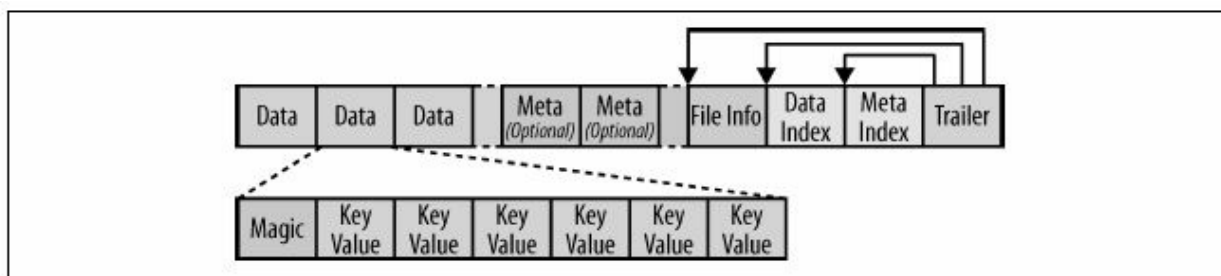 Data
Data
Data
Meta
(Optional)
Meta
(Optional)
File Info
Data
Index
Meta
Index
Trailer
Magic
Key
Value
Key
Value
Key
Value
Key
Value
Key
Value
Key
Value